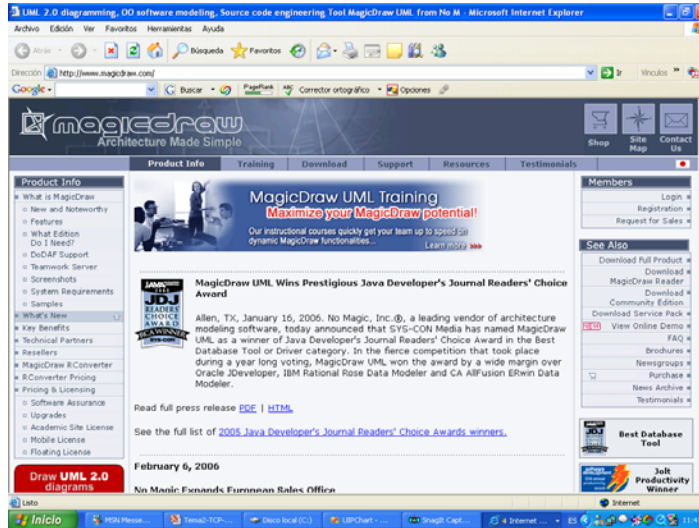 UML 2.0 diagramming, OO software modeling, Source code engineering Tool MagicDraw UML from No M - Microsoft Internet Explorer
Archivo Edición Ver Favoritos Herramientas Ayuda
Atrás Búsqueda Favoritos
Dirección http://www.magicdraw.com/ Ir Vínculos
Google Buscar PageRank Corrector ortográfico Opciones
magicdraw
Architecture Made Simple
Shop
Site Map
Contact Us
Product Info Training Download Support Resources Testimonials
Product Info
What is MagicDraw
New and Noteworthy
Features
What Edition
Do I Need?
DoDAF Support
Teamwork Server
Screenshots
System Requirements
Samples
What's New
Key Benefits
Technical Partners
Resellers
MagicDraw RConverter
RConverter Pricing
Pricing & Licensing
Software Assurance
Upgrades
Academic Site License
Mobile License
Floating License
Draw UML 2.0
diagrams
MagicDraw UML Training
Maximize your MagicDraw potential!
Our instructional courses quickly get your team up to speed on
dynamic MagicDraw functionalities...
Learn more >>>
JDJ
READERS'
CHOICE
AWARD
MagicDraw UML Wins Prestigious Java Developer's Journal Readers' Choice
Award
Allen, TX, January 16, 2006. No Magic, Inc.®, a leading vendor of architecture
modeling software, today announced that SYS-CON Media has named MagicDraw
UML as a winner of Java Developer's Journal Readers' Choice Award in the Best
Database Tool or Driver category. In the fierce competition that took place
during a year long voting, MagicDraw UML won the award by a wide margin over
Oracle JDeveloper, IBM Rational Rose Data Modeler and CA AllFusion ERwin Data
Modeler.
Read full press release PDF | HTML
See the full list of 2005 Java Developer's Journal Readers' Choice Awards winners.
February 6, 2006
No Magic Expands European Sales Office
Members
Login
Registration
Request for Sales
See Also
Download Full Product
Download
MagicDraw Reader
Download
Community Edition
Download Service Pack
NEW View Online Demo
FAQ
Brochures
Newsgroups
Purchase
News Archive
Testimonials
JDJ
Best Database
Tool
Jolt
Productivity
Winner
Listo Internet
Inicio MSN Messe... Tema2-TCP-... Disco local (C:) UIPChart - ... SnagIt Capt... 4 Internet ... ES